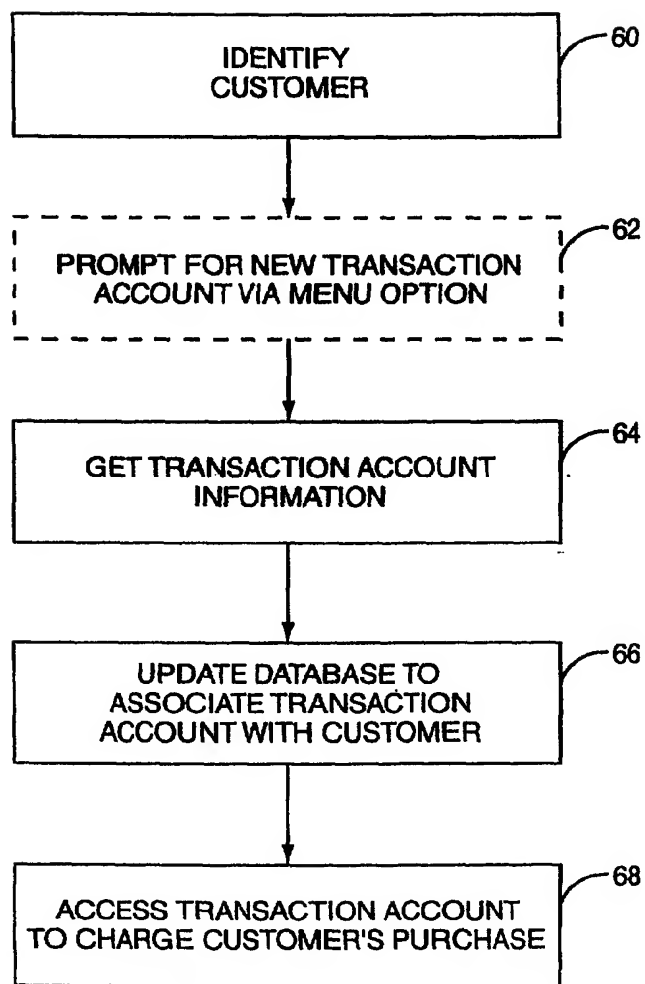 IDENTIFY
CUSTOMER
60
PROMPT FOR NEW TRANSACTION
ACCOUNT VIA MENU OPTION
62
GET TRANSACTION ACCOUNT
INFORMATION
64
UPDATE DATABASE TO
ASSOCIATE TRANSACTION
ACCOUNT WITH CUSTOMER
66
ACCESS TRANSACTION ACCOUNT
TO CHARGE CUSTOMER'S PURCHASE
68